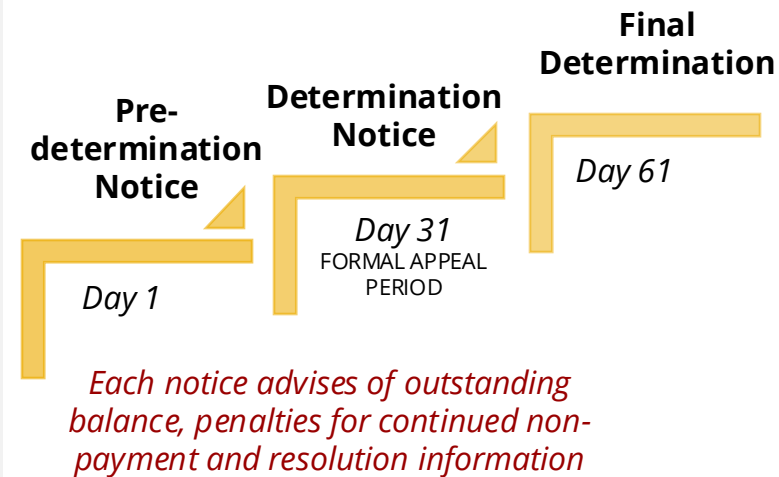 Pre-
determination
Notice
Day 1
Determination
Notice
Day 31
FORMAL APPEAL
PERIOD
Final
Determination
Day 61
Each notice advises of outstanding
balance, penalties for continued non-
payment and resolution information